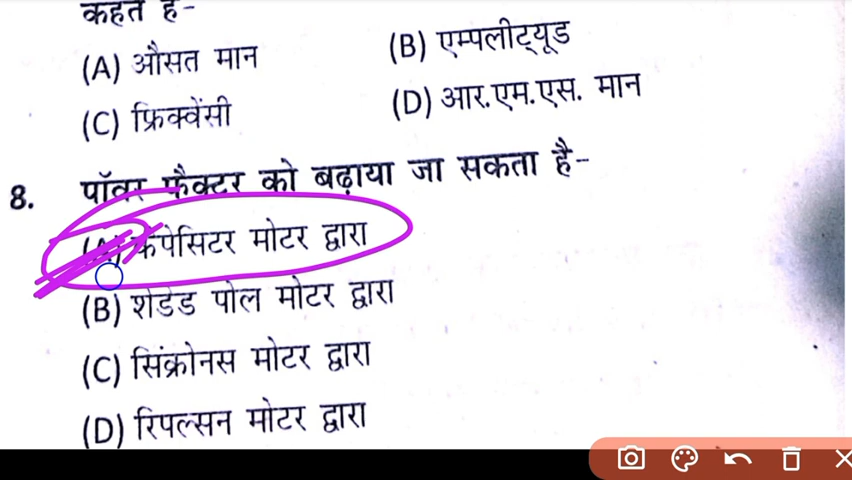 कहते है-
(A) औसत मान
(B) एम्पलीट्यूड
(C) फ्रिक्वेंसी
(D) आर.एम.एस. मान
8. पॉवर फैक्टर को बढ़ाया जा सकता है-
(A) कैपेसिटर मोटर द्वारा
(B) शेडेड पोल मोटर द्वारा
(C) सिंक्रोनस मोटर द्वारा
(D) रिपल्सन मोटर द्वारा